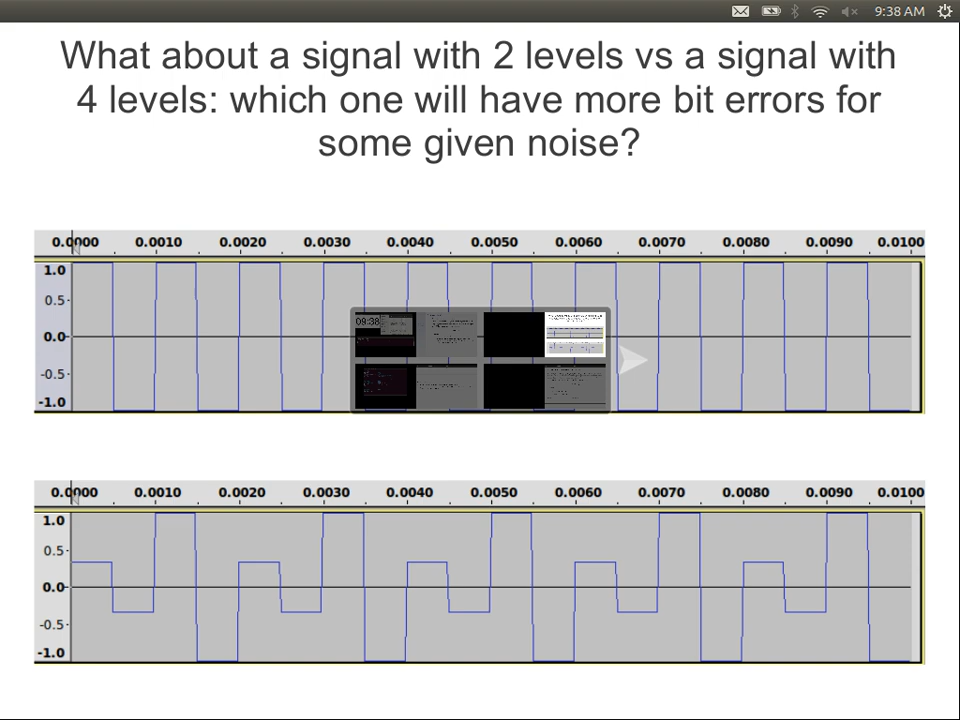 9:38 AM
What about a signal with 2 levels vs a signal with
4 levels: which one will have more bit errors for
some given noise?
0.0000 0.0010 0.0020 0.0030 0.0040 0.0050 0.0060 0.0070 0.0080 0.0090 0.0100
1.0
0.5
0.0
-0.5
-1.0
09:38
0.0000 0.0010 0.0020 0.0030 0.0040 0.0050 0.0060 0.0070 0.0080 0.0090 0.0100
1.0
0.5
0.0
-0.5
-1.0